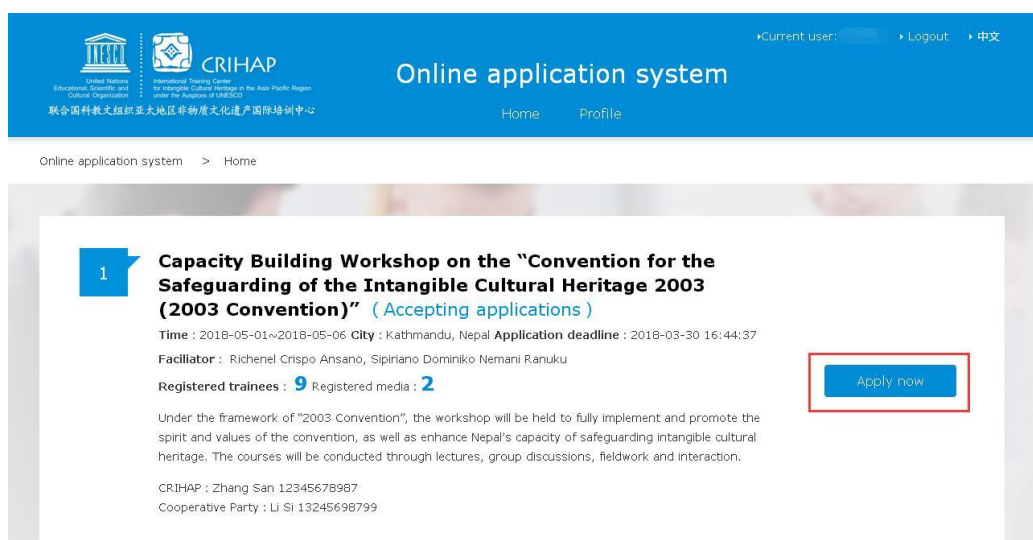 ▸Current user: ▸ Logout ▸ 中文
UNESCO
United Nations
Educational, Scientific and
Cultural Organization
CRIHAP
International Training Center
for Intangible Cultural Heritage in the Asia-Pacific Region
under the Auspices of UNESCO
联合国科教文组织亚太地区非物质文化遗产国际培训中心
Online application system
Home Profile
Online application system > Home
1
Capacity Building Workshop on the “Convention for the
Safeguarding of the Intangible Cultural Heritage 2003
(2003 Convention)” ( Accepting applications )
Time : 2018-05-01~2018-05-06 City : Kathmandu, Nepal Application deadline : 2018-03-30 16:44:37
Faciliator : Richenel Crispo Ansano, Sipiriano Dominiko Nemani Ranuku
Registered trainees : 9 Registered media : 2
Apply now
Under the framework of “2003 Convention”, the workshop will be held to fully implement and promote the
spirit and values of the convention, as well as enhance Nepal’s capacity of safeguarding intangible cultural
heritage. The courses will be conducted through lectures, group discussions, fieldwork and interaction.
CRIHAP : Zhang San 12345678987
Cooperative Party : Li Si 13245698799